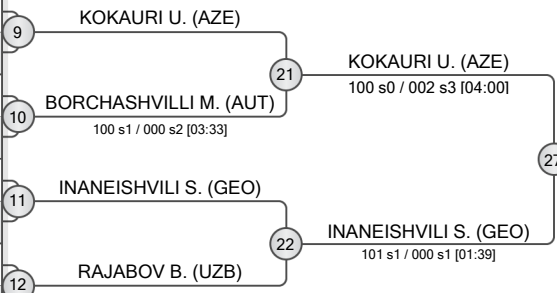 9
KOKAURI U. (AZE)
21
KOKAURI U. (AZE)
100 s0 / 002 s3 [04:00]
10
BORCHASHVILLI M. (AUT)
100 s1 / 000 s2 [03:33]
27
11
INANEISHVILI S. (GEO)
22
INANEISHVILI S. (GEO)
101 s1 / 000 s1 [01:39]
12
RAJABOV B. (UZB)